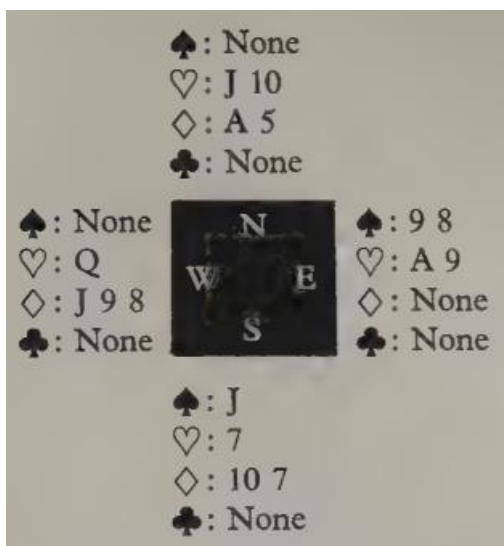 ♠: None
♡: J 10
♢: A 5
♣: None
♠: None
♡: Q
♢: J 9 8
♣: None
N
W E
S
♠: 9 8
♡: A 9
♢: None
♣: None
♠: J
♡: 7
♢: 10 7
♣: None